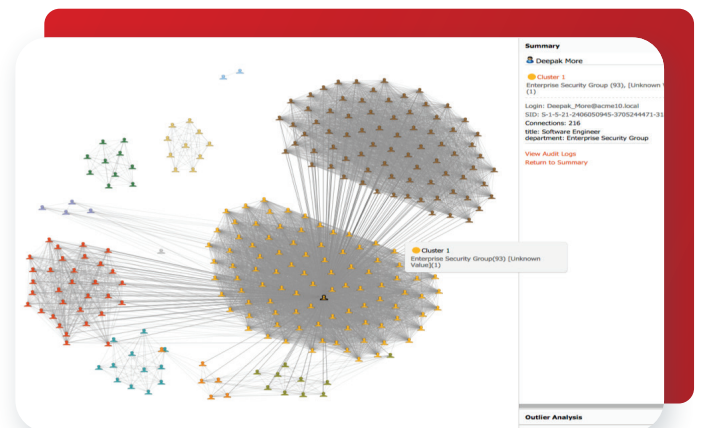 Summary
Deepak More
Cluster 1
Enterprise Security Group (93), [Unknown V
(1)
Login: Deepak_More@acme10.local
SID: S-1-5-21-2406050945-3705244471-31
Connections: 216
title: Software Engineer
department: Enterprise Security Group
View Audit Logs
Return to Summary
Cluster 1
Enterprise Security Group(93) [Unknown
Value](1)
Outlier Analysis